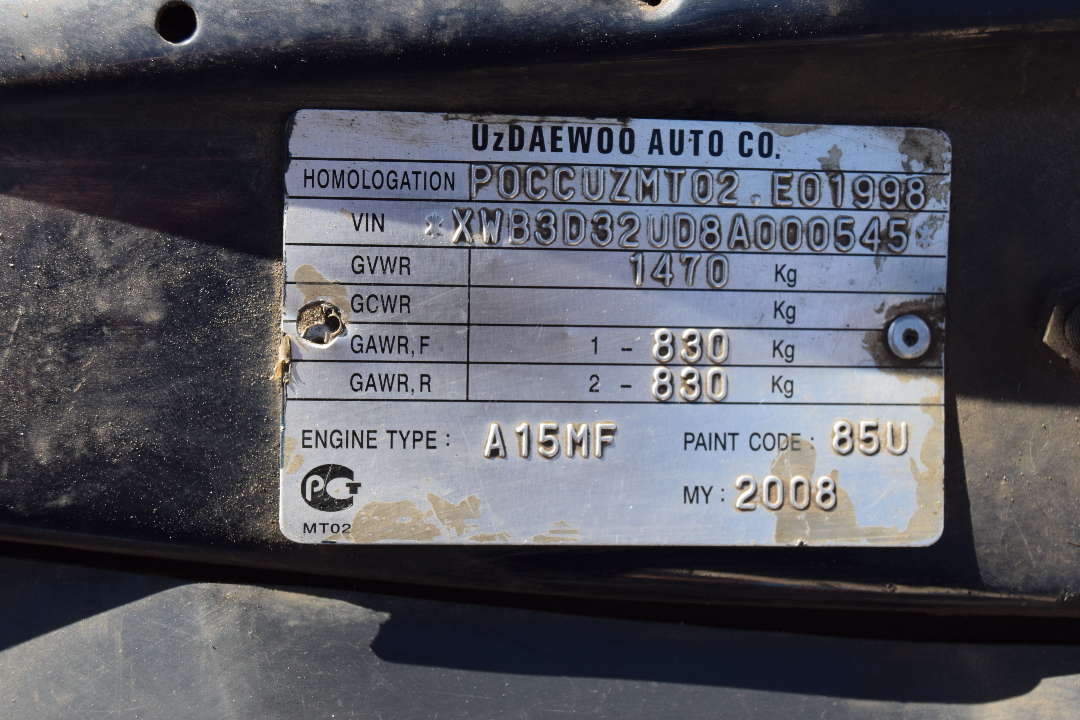 UzDAEWOO AUTO CO.
HOMOLOGATION POCCUZMT02.E01998
VIN *XWB3D32UD8A000545*
GVWR 1470 Kg
GCWR Kg
GAWR,F 1 - 830 Kg
GAWR,R 2 - 830 Kg
ENGINE TYPE : A15MF PAINT CODE : 85U
РСТ MY : 2008
MT02